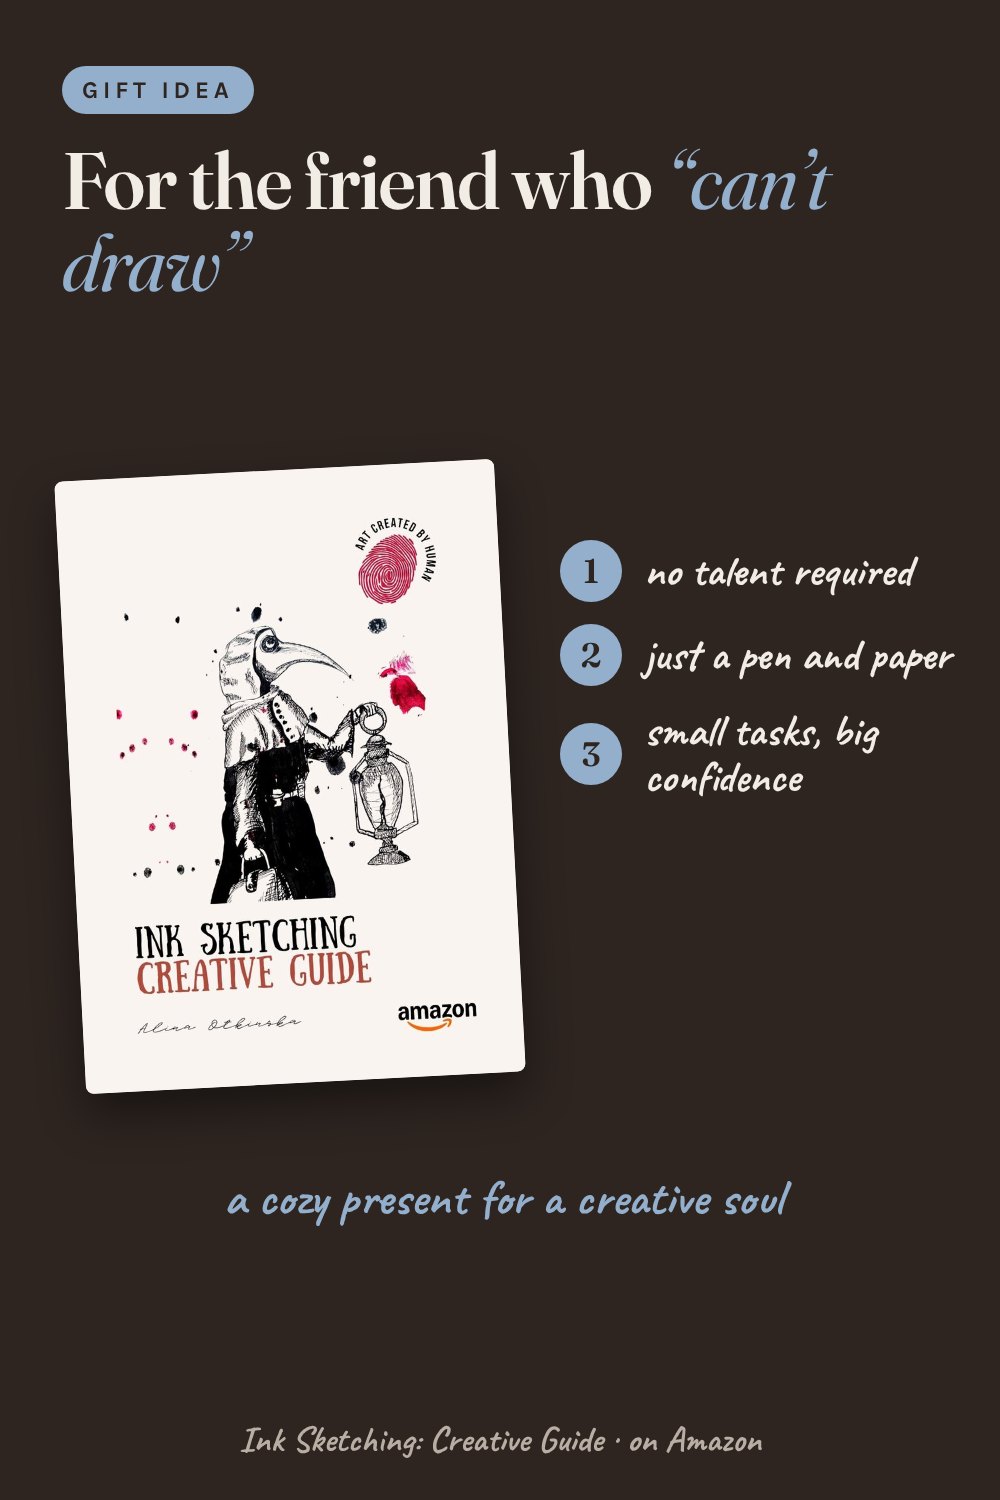 GIFT IDEA
For the friend who “can’t
draw”
ART CREATED BY HUMAN
INK SKETCHING
CREATIVE GUIDE
Alina Otkinska
amazon
1 no talent required
2 just a pen and paper
3 small tasks, big
confidence
a cozy present for a creative soul
Ink Sketching: Creative Guide · on Amazon